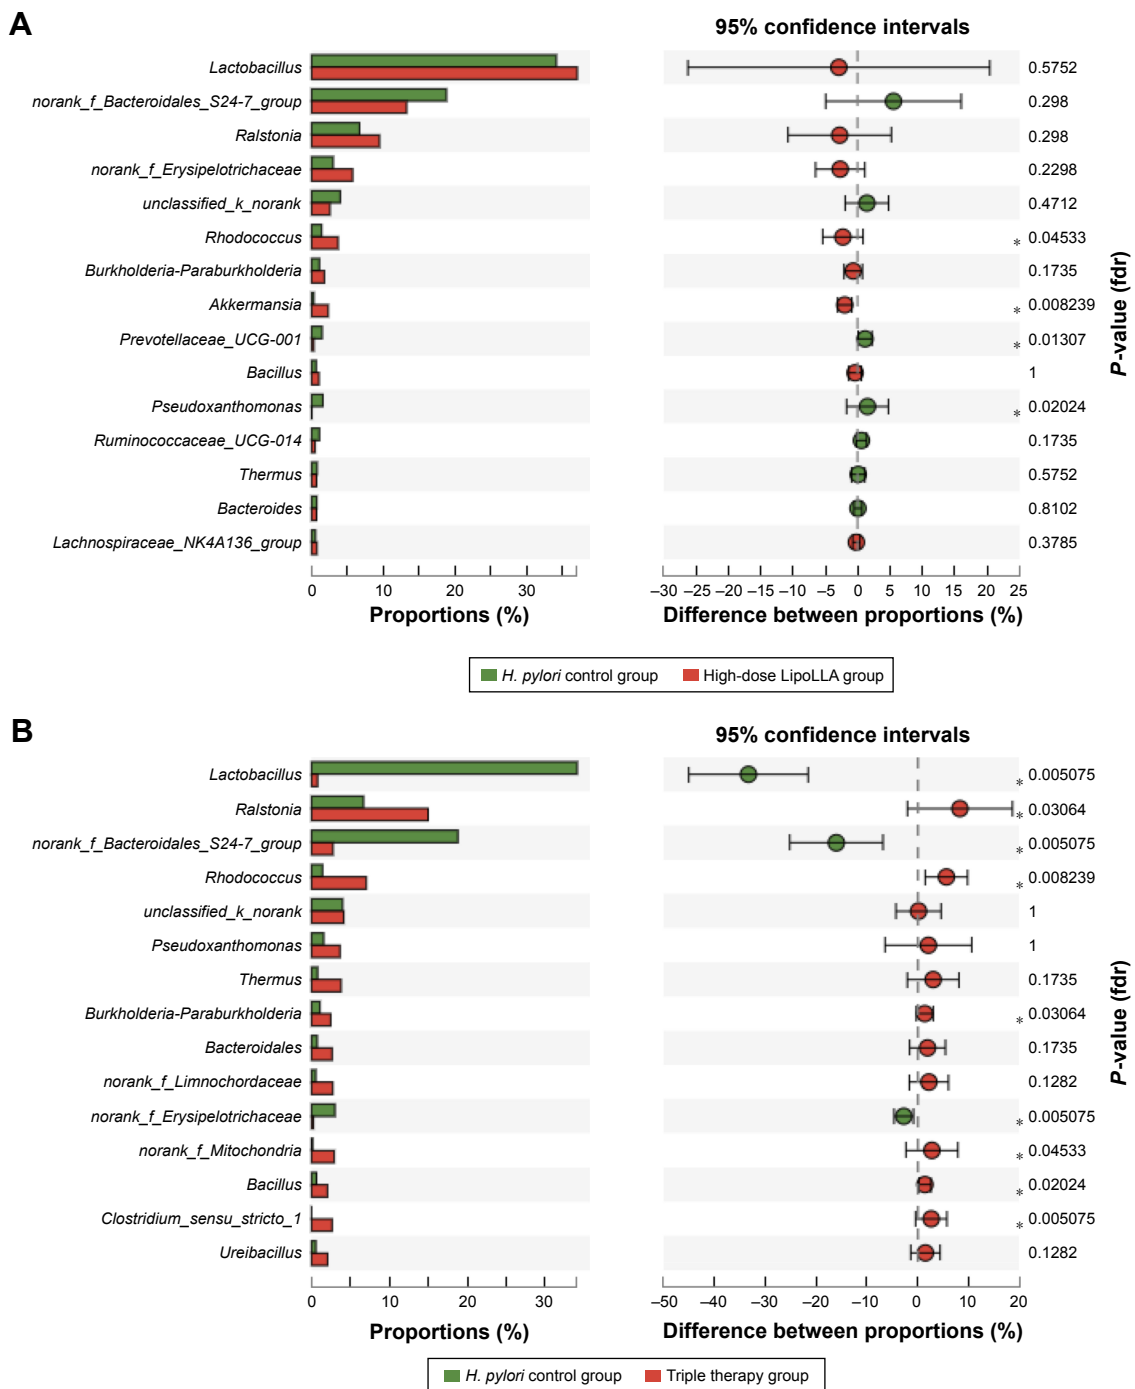 A
95% confidence intervals
Lactobacillus 0.5752
norank_f_Bacteroidales_S24-7_group 0.298
Ralstonia 0.298
norank_f_Erysipelotrichaceae 0.2298
unclassified_k_norank 0.4712
Rhodococcus * 0.04533
Burkholderia-Paraburkholderia 0.1735
Akkermansia * 0.008239
Prevotellaceae_UCG-001 * 0.01307
Bacillus 1
Pseudoxanthomonas * 0.02024
Ruminococcaceae_UCG-014 0.1735
Thermus 0.5752
Bacteroides 0.8102
Lachnospiraceae_NK4A136_group 0.3785
P-value (fdr)
0 10 20 30 –30 –25 –20 –15 –10 –5 0 5 10 15 20 25
Proportions (%) Difference between proportions (%)
H. pylori control group High-dose LipoLLA group
B
95% confidence intervals
Lactobacillus * 0.005075
Ralstonia * 0.03064
norank_f_Bacteroidales_S24-7_group * 0.005075
Rhodococcus * 0.008239
unclassified_k_norank 1
Pseudoxanthomonas 1
Thermus 0.1735
Burkholderia-Paraburkholderia * 0.03064
Bacteroidales 0.1735
norank_f_Limnochordaceae 0.1282
norank_f_Erysipelotrichaceae * 0.005075
norank_f_Mitochondria * 0.04533
Bacillus * 0.02024
Clostridium_sensu_stricto_1 * 0.005075
Ureibacillus 0.1282
P-value (fdr)
0 10 20 30 –50 –40 –30 –20 –10 0 10 20
Proportions (%) Difference between proportions (%)
H. pylori control group Triple therapy group